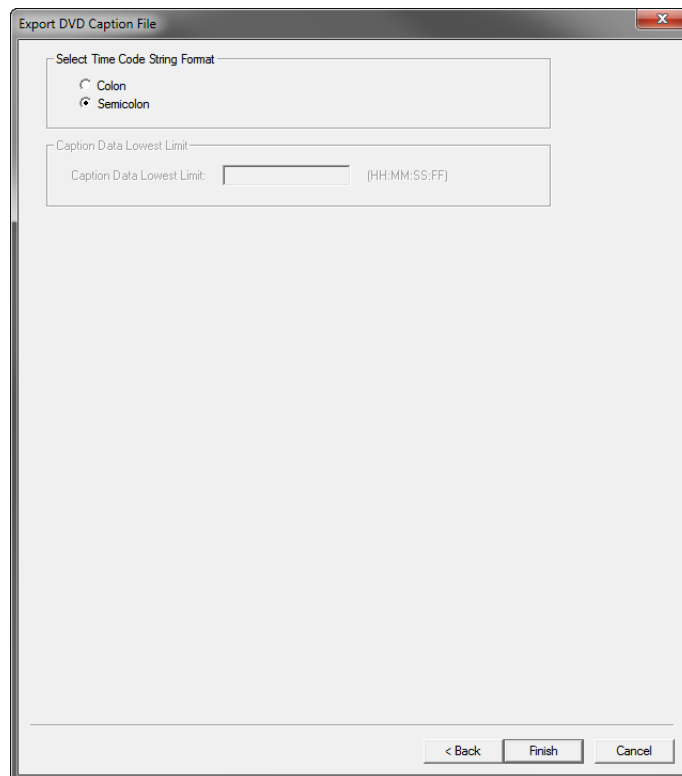 Export DVD Caption File
Select Time Code String Format
Colon
Semicolon
Caption Data Lowest Limit
Caption Data Lowest Limit: (HH:MM:SS:FF)
< Back Finish Cancel